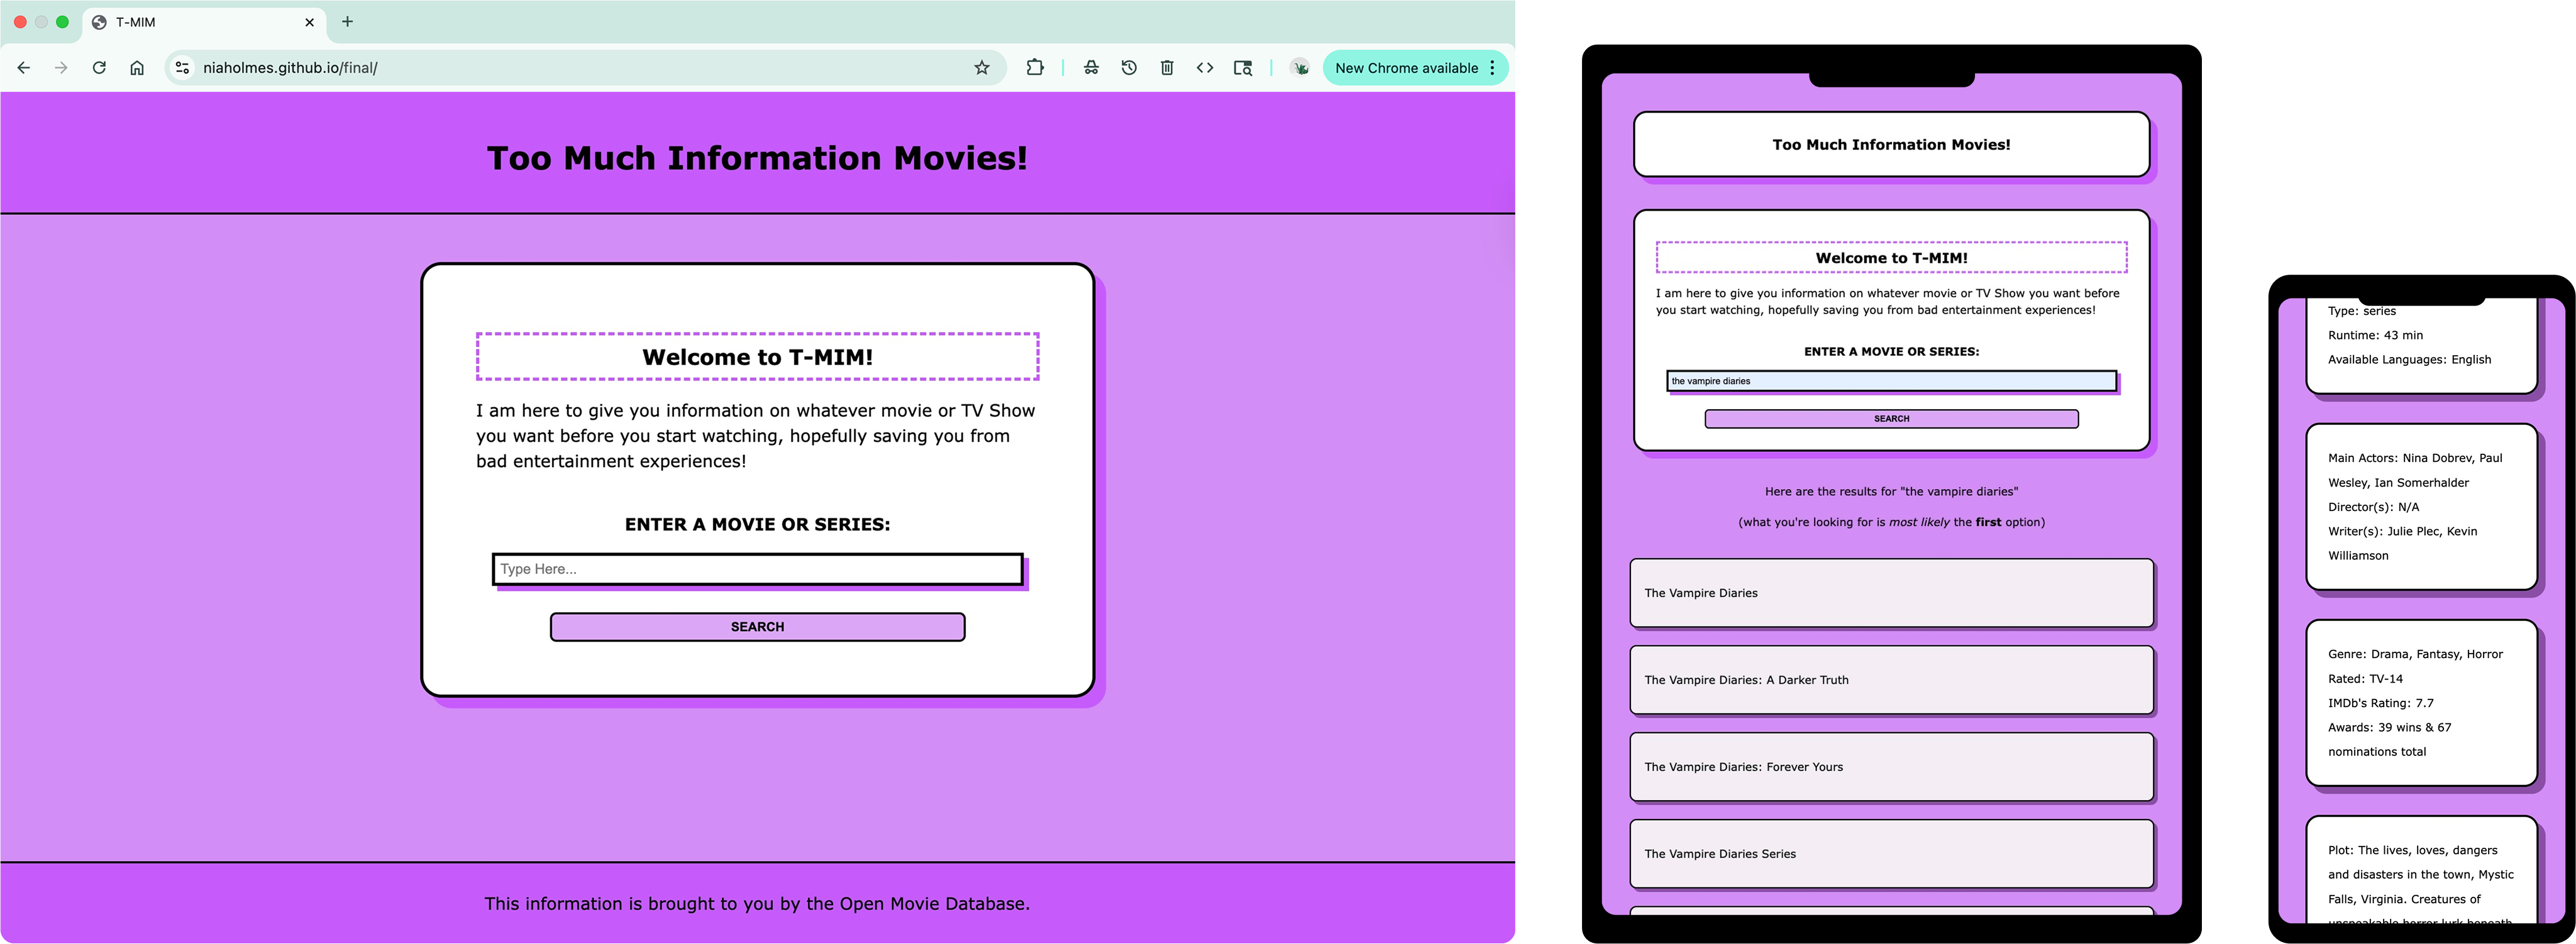 T-MIM
niaholmes.github.io/final/
New Chrome available
Too Much Information Movies!
Welcome to T-MIM!
I am here to give you information on whatever movie or TV Show
you want before you start watching, hopefully saving you from
bad entertainment experiences!
ENTER A MOVIE OR SERIES:
Type Here...
SEARCH
This information is brought to you by the Open Movie Database.
Too Much Information Movies!
Welcome to T-MIM!
I am here to give you information on whatever movie or TV Show you want before
you start watching, hopefully saving you from bad entertainment experiences!
ENTER A MOVIE OR SERIES:
the vampire diaries
SEARCH
Here are the results for "the vampire diaries"
(what you're looking for is most likely the first option)
The Vampire Diaries
The Vampire Diaries: A Darker Truth
The Vampire Diaries: Forever Yours
The Vampire Diaries Series
Type: series
Runtime: 43 min
Available Languages: English
Main Actors: Nina Dobrev, Paul
Wesley, Ian Somerhalder
Director(s): N/A
Writer(s): Julie Plec, Kevin
Williamson
Genre: Drama, Fantasy, Horror
Rated: TV-14
IMDb's Rating: 7.7
Awards: 39 wins & 67
nominations total
Plot: The lives, loves, dangers
and disasters in the town, Mystic
Falls, Virginia. Creatures of
unspeakable horror lurk beneath